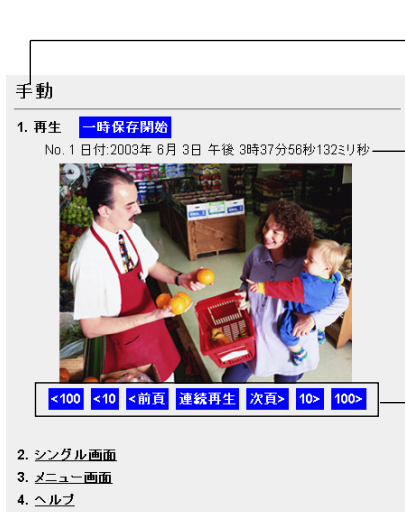 手動
1. 再生 一時保存開始
No. 1 日付:2003年 6月 3日 午後 3時37分56秒132ミリ秒
<100 <10 <前頁 連続再生 次頁> 10> 100>
2. シングル画面
3. メニュー画面
4. ヘルプ